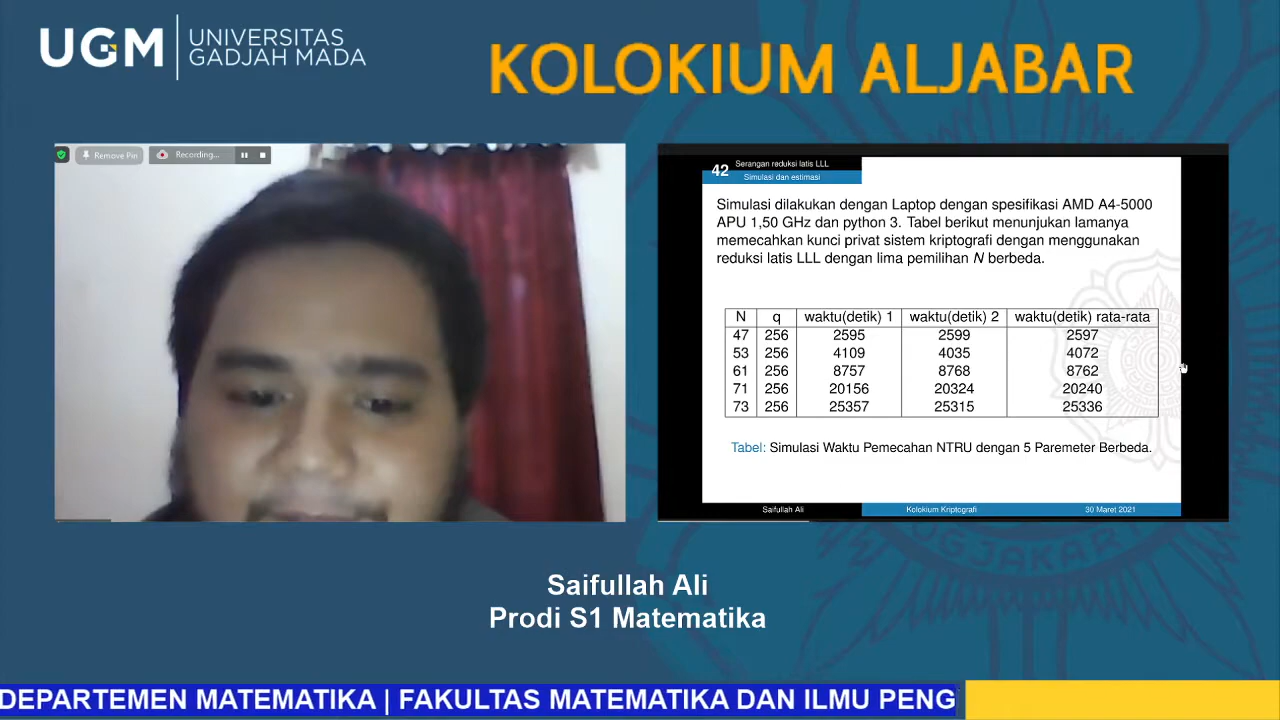 UGM
UNIVERSITAS
GADJAH MADA
KOLOKIUM ALJABAR
Remove Pin
Recording...
42
Serangan reduksi latis LLL
Simulasi dan estimasi
Simulasi dilakukan dengan Laptop dengan spesifikasi AMD A4-5000
APU 1,50 GHz dan python 3. Tabel berikut menunjukan lamanya
memecahkan kunci privat sistem kriptografi dengan menggunakan
reduksi latis LLL dengan lima pemilihan N berbeda.
N q waktu(detik) 1 waktu(detik) 2 waktu(detik) rata-rata
47 256 2595 2599 2597
53 256 4109 4035 4072
61 256 8757 8768 8762
71 256 20156 20324 20240
73 256 25357 25315 25336
Tabel: Simulasi Waktu Pemecahan NTRU dengan 5 Paremeter Berbeda.
Saifullah Ali
Kolokium Kriptografi
30 Maret 2021
Saifullah Ali
Prodi S1 Matematika
DEPARTEMEN MATEMATIKA | FAKULTAS MATEMATIKA DAN ILMU PENG